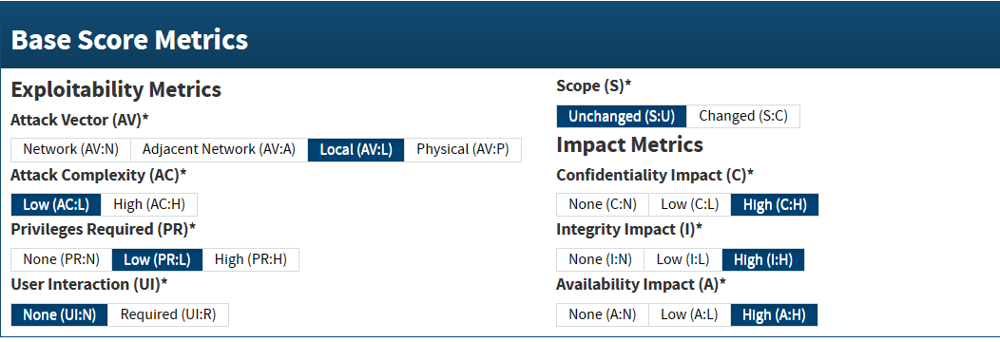 Base Score Metrics
Exploitability Metrics
Attack Vector (AV)*
Network (AV:N) Adjacent Network (AV:A) Local (AV:L) Physical (AV:P)
Attack Complexity (AC)*
Low (AC:L) High (AC:H)
Privileges Required (PR)*
None (PR:N) Low (PR:L) High (PR:H)
User Interaction (UI)*
None (UI:N) Required (UI:R)
Scope (S)*
Unchanged (S:U) Changed (S:C)
Impact Metrics
Confidentiality Impact (C)*
None (C:N) Low (C:L) High (C:H)
Integrity Impact (I)*
None (I:N) Low (I:L) High (I:H)
Availability Impact (A)*
None (A:N) Low (A:L) High (A:H)